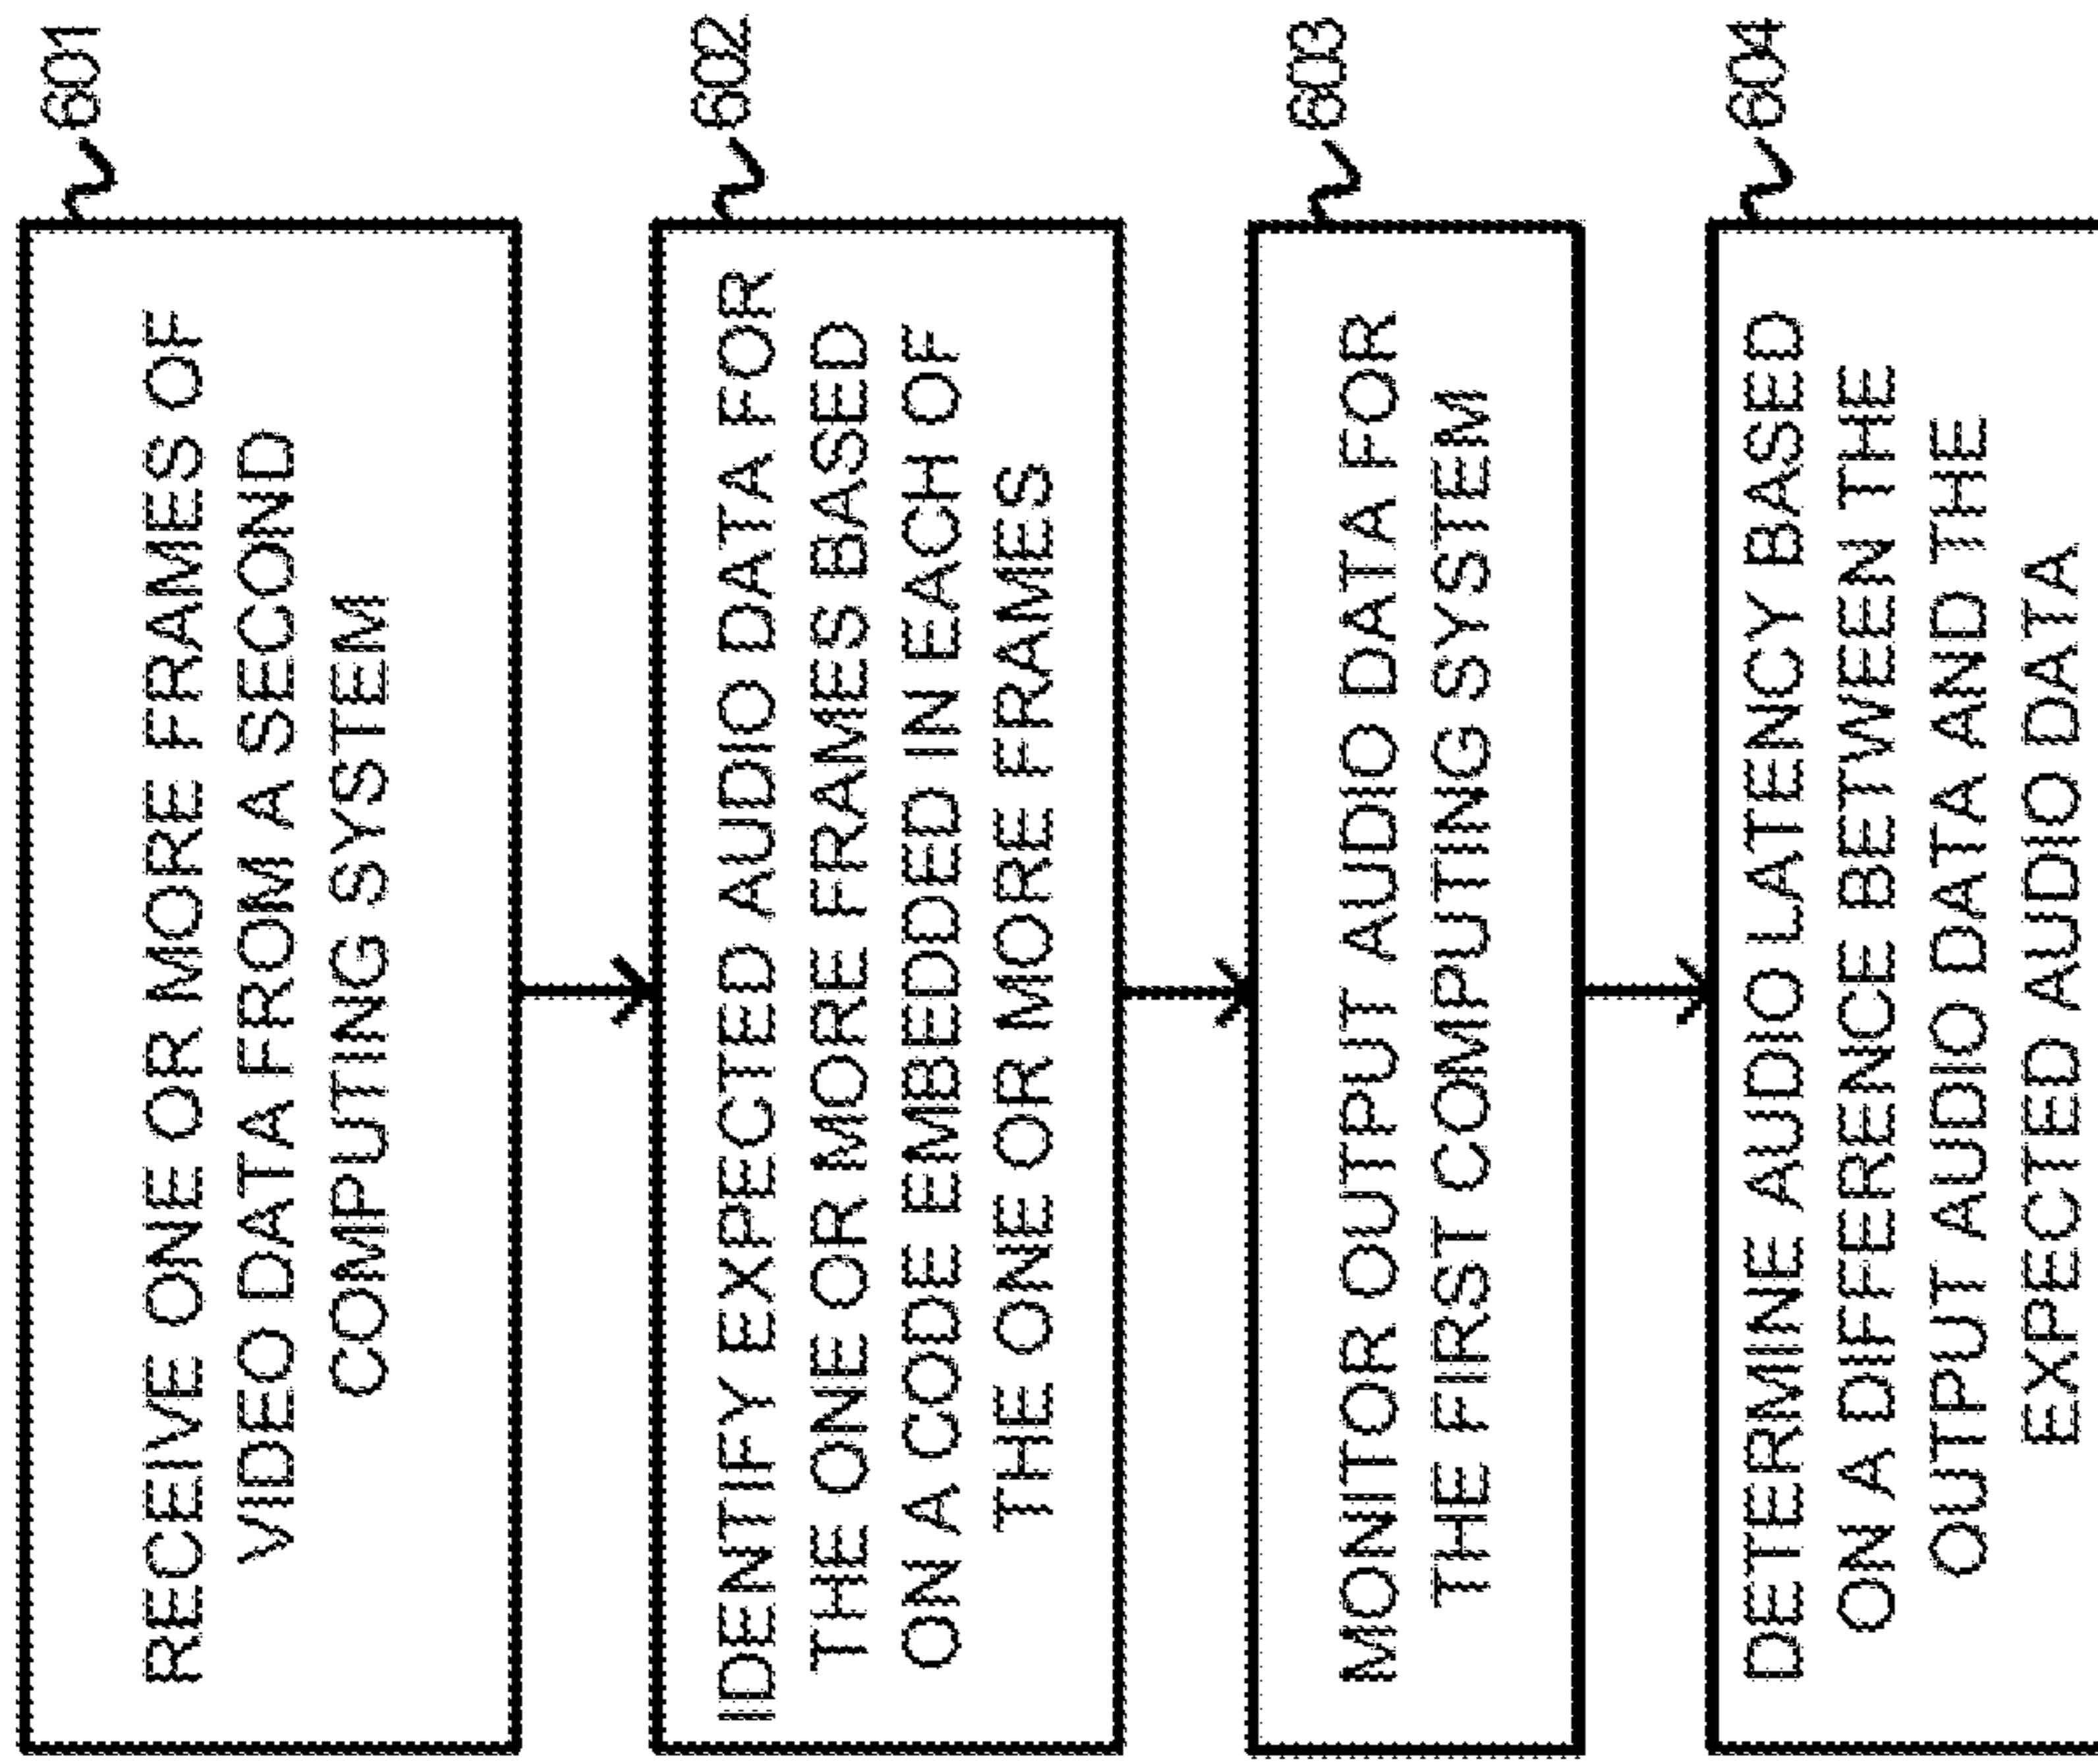 RECEIVE ONE OR MORE FRAMES OF
VIDEO DATA FROM A SECOND
COMPUTING SYSTEM
601
IDENTIFY EXPECTED AUDIO DATA FOR
THE ONE OR MORE FRAMES BASED
ON A CODE EMBEDDED IN EACH OF
THE ONE OR MORE FRAMES
602
MONITOR OUTPUT AUDIO DATA FOR
THE FIRST COMPUTING SYSTEM
603
DETERMINE AUDIO LATENCY BASED
ON A DIFFERENCE BETWEEN THE
OUTPUT AUDIO DATA AND THE
EXPECTED AUDIO DATA
604